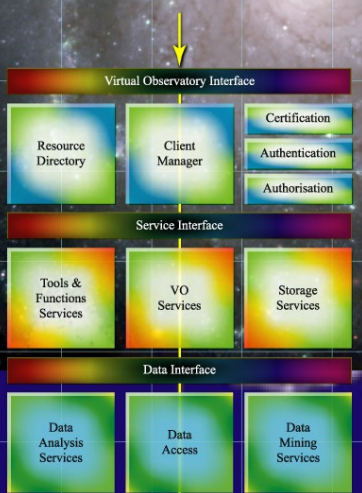 Virtual Observatory Interface
Resource
Directory
Client
Manager
Certification
Authentication
Authorisation
Service Interface
Tools &
Functions
Services
VO
Services
Storage
Services
Data Interface
Data
Analysis
Services
Data
Access
Data
Mining
Services